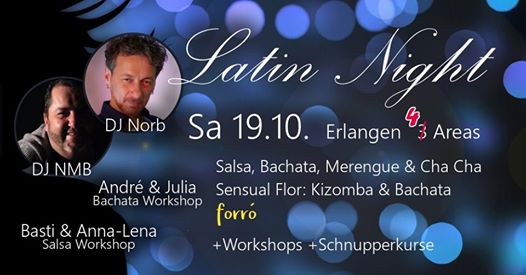 Latin Night
DJ Norb
Sa 19.10. Erlangen 4 Areas
DJ NMB
Salsa, Bachata, Merengue & Cha Cha
André & Julia
Bachata Workshop
Sensual Flor: Kizomba & Bachata
forró
Basti & Anna-Lena
Salsa Workshop
+Workshops +Schnupperkurse